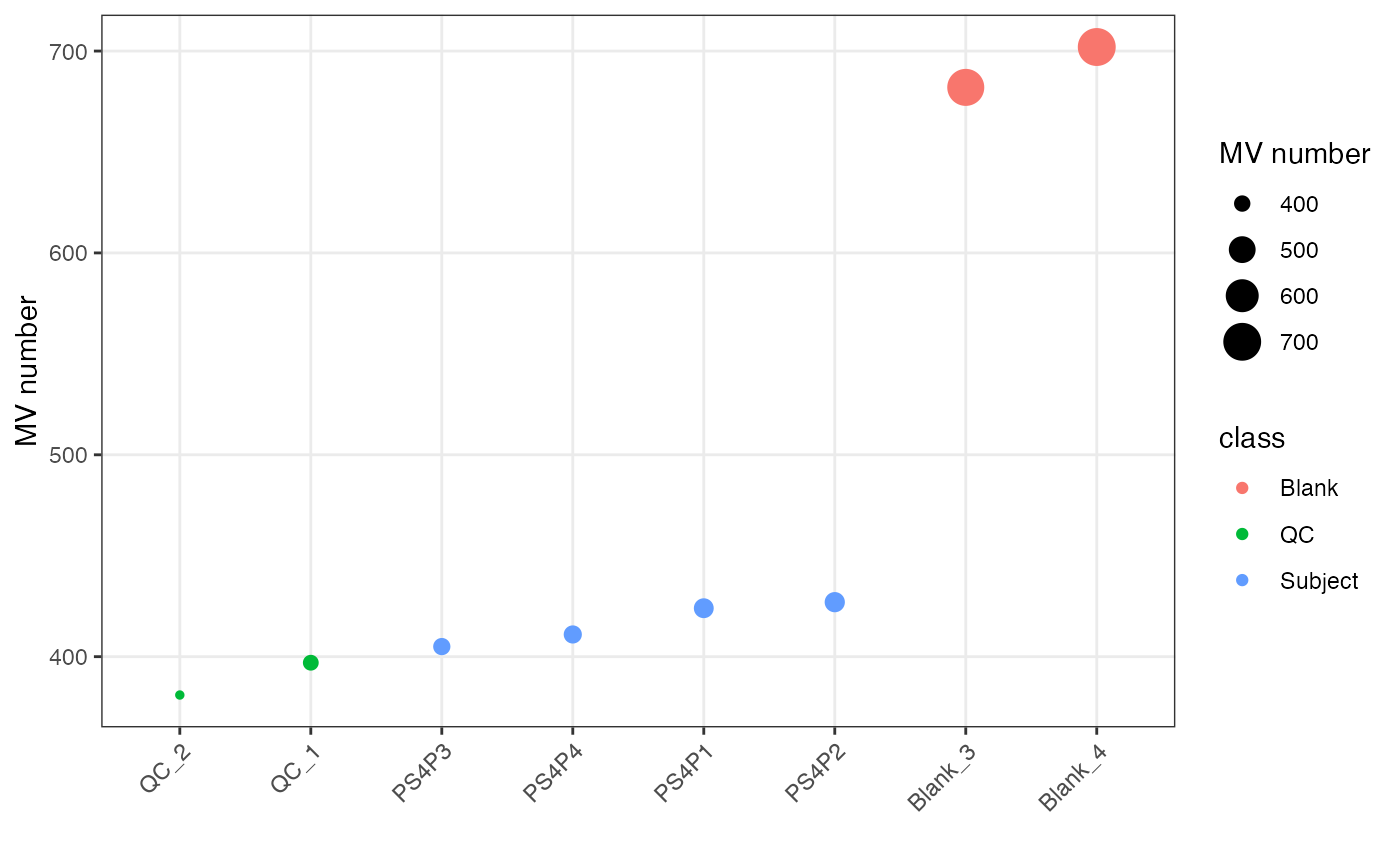 700
600
500
400
MV number
QC_2
QC_1
PS4P3
PS4P4
PS4P1
PS4P2
Blank_3
Blank_4
MV number
400
500
600
700
class
Blank
QC
Subject